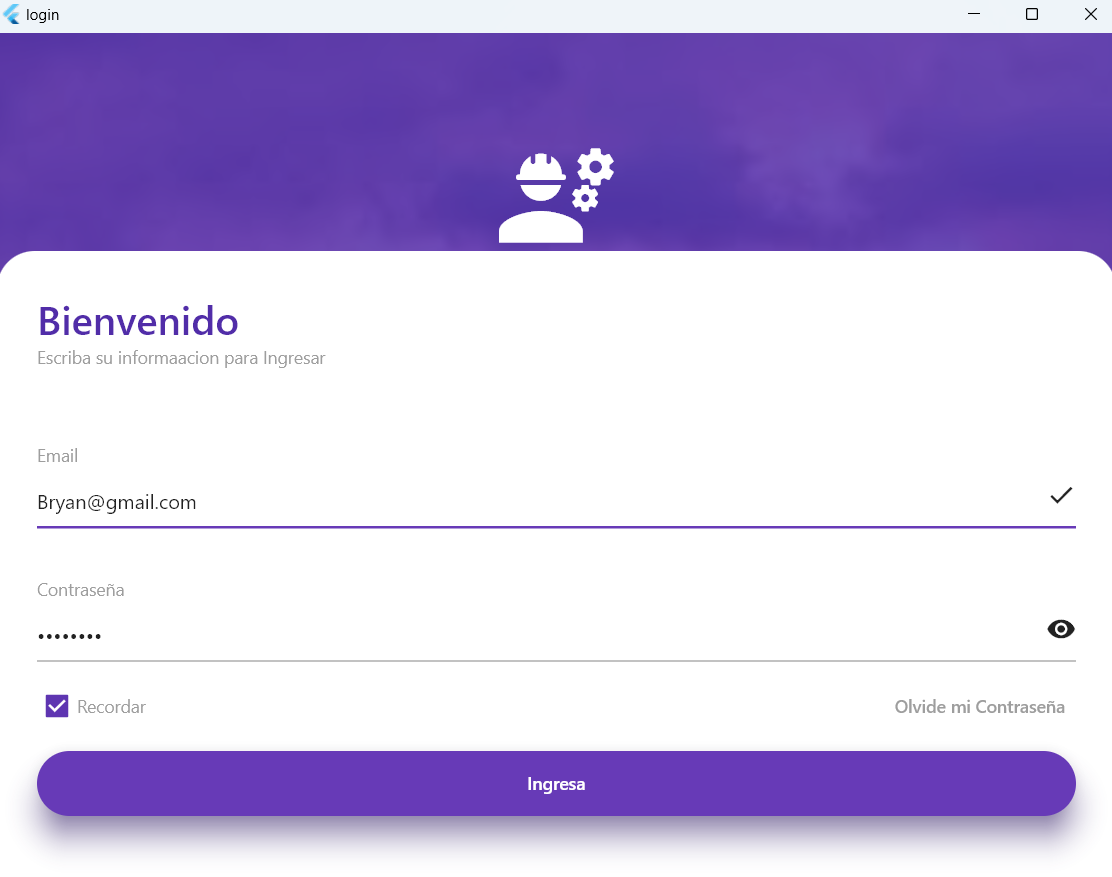 login
Bienvenido
Escriba su informaacion para Ingresar
Email
Bryan@gmail.com
Contraseña
••••••••
Recordar
Olvide mi Contraseña
Ingresa